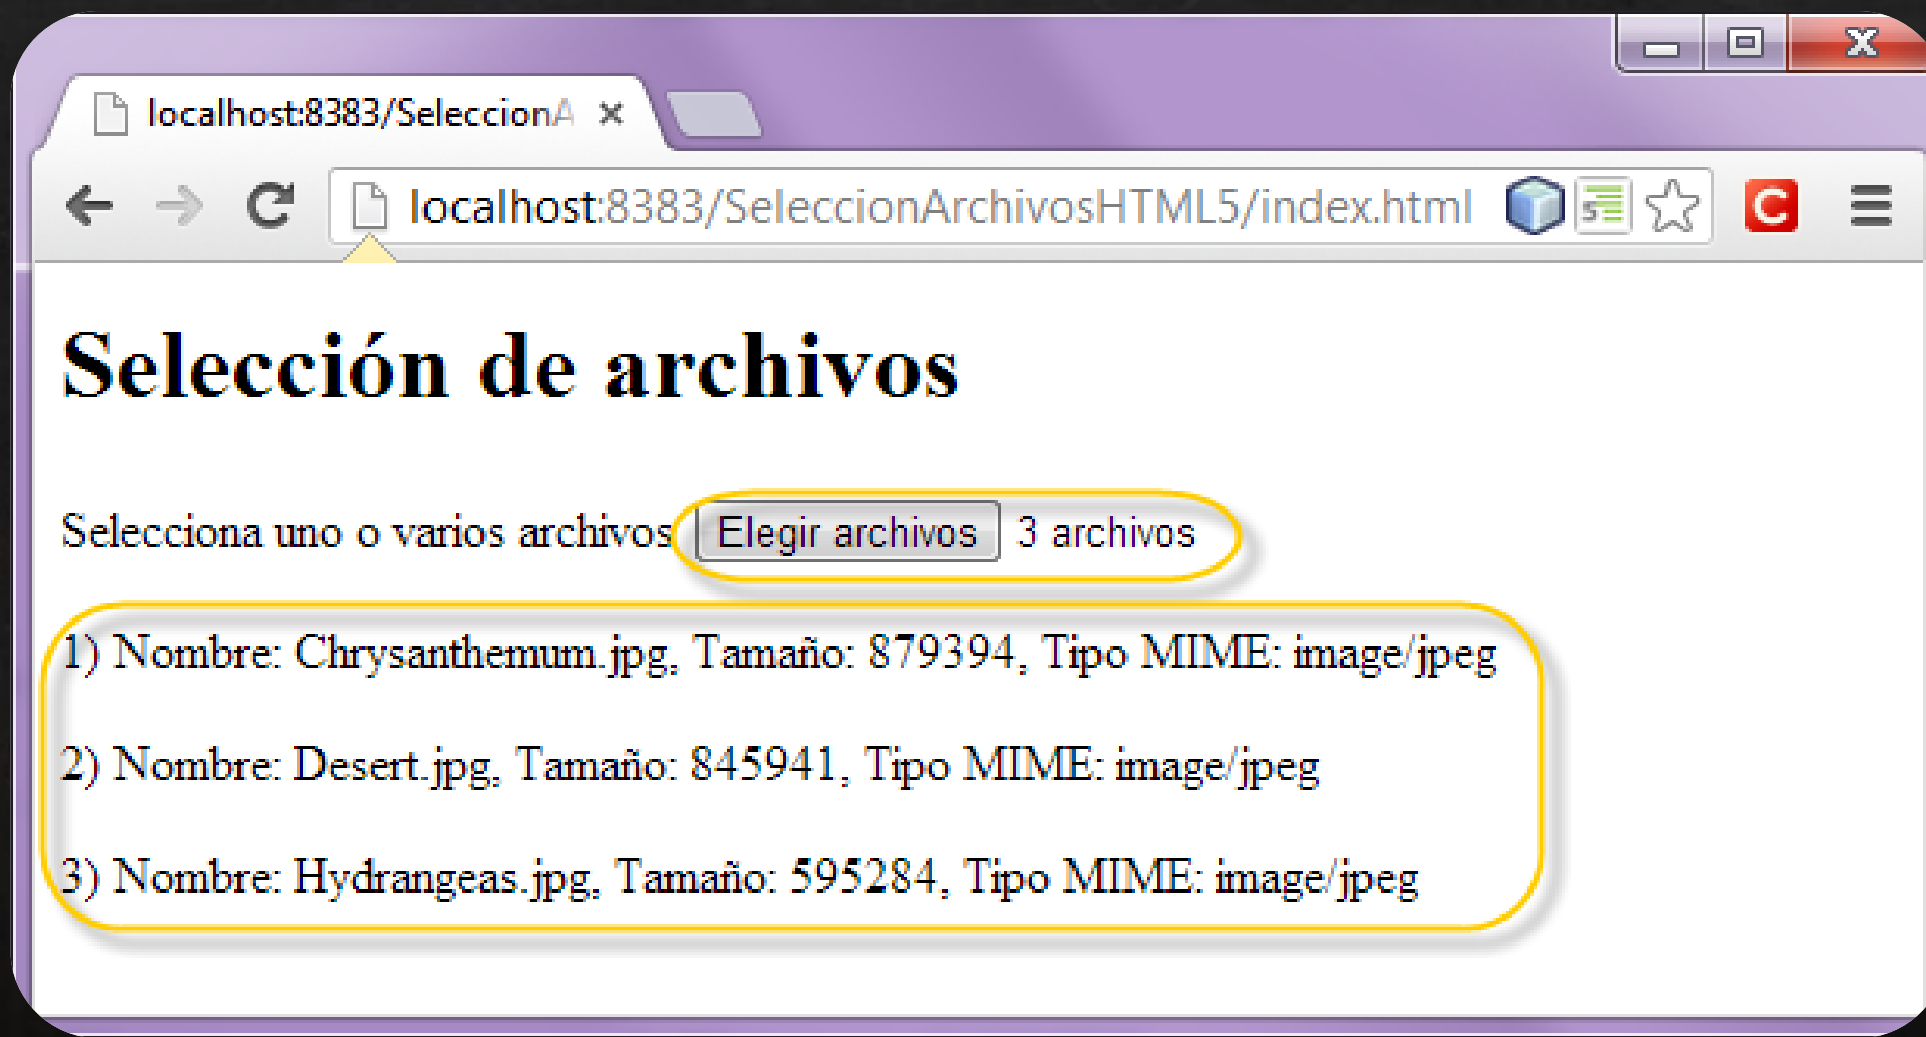 localhost:8383/SeleccionA
localhost:8383/SeleccionArchivosHTML5/index.html
Selección de archivos
Selecciona uno o varios archivos Elegir archivos 3 archivos
1) Nombre: Chrysanthemum.jpg, Tamaño: 879394, Tipo MIME: image/jpeg
2) Nombre: Desert.jpg, Tamaño: 845941, Tipo MIME: image/jpeg
3) Nombre: Hydrangeas.jpg, Tamaño: 595284, Tipo MIME: image/jpeg